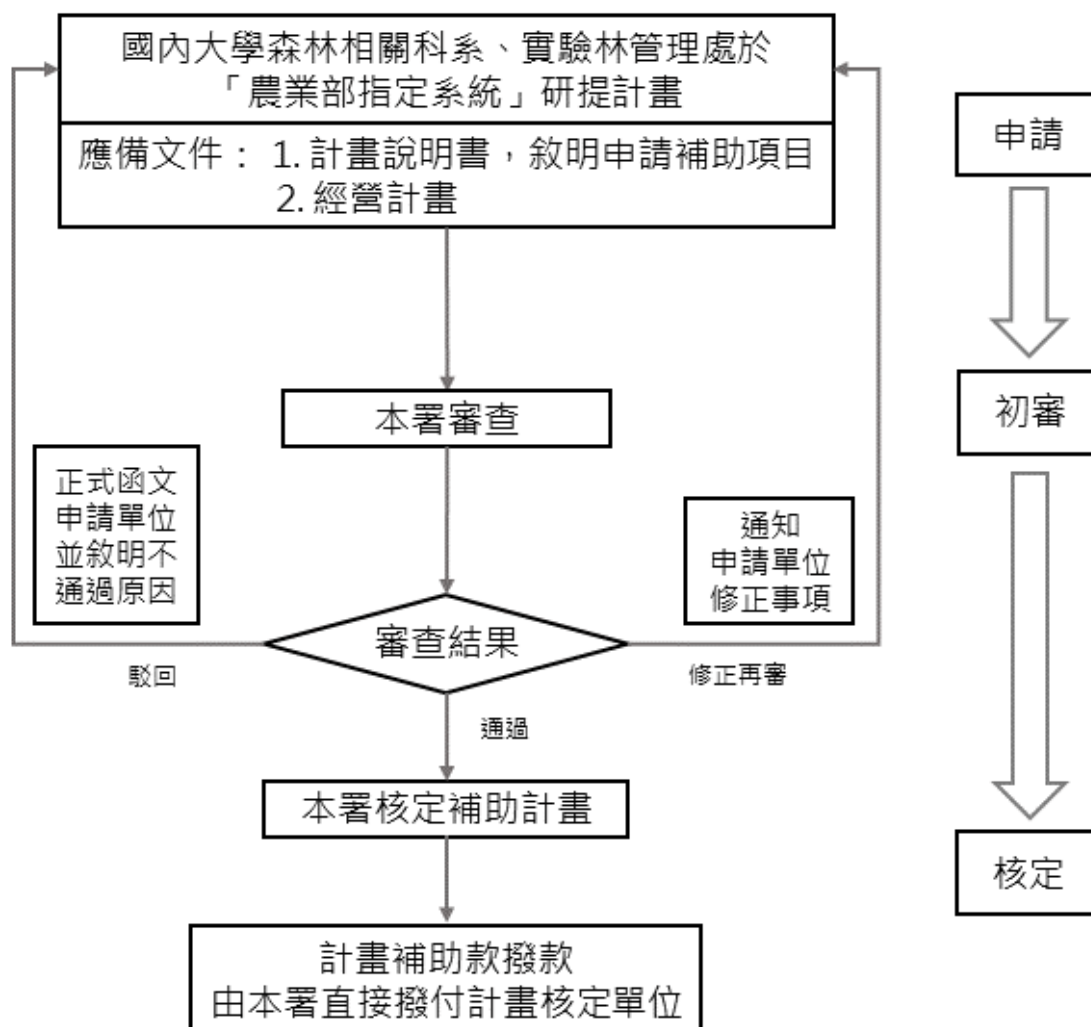 國內大學森林相關科系、實驗林管理處於
「農業部指定系統」研提計畫
應備文件： 1. 計畫說明書，敘明申請補助項目
2. 經營計畫
申請
本署審查
初審
正式函文
申請單位
並敘明不
通過原因
通知
申請單位
修正事項
審查結果
駁回
修正再審
通過
本署核定補助計畫
核定
計畫補助款撥款
由本署直接撥付計畫核定單位